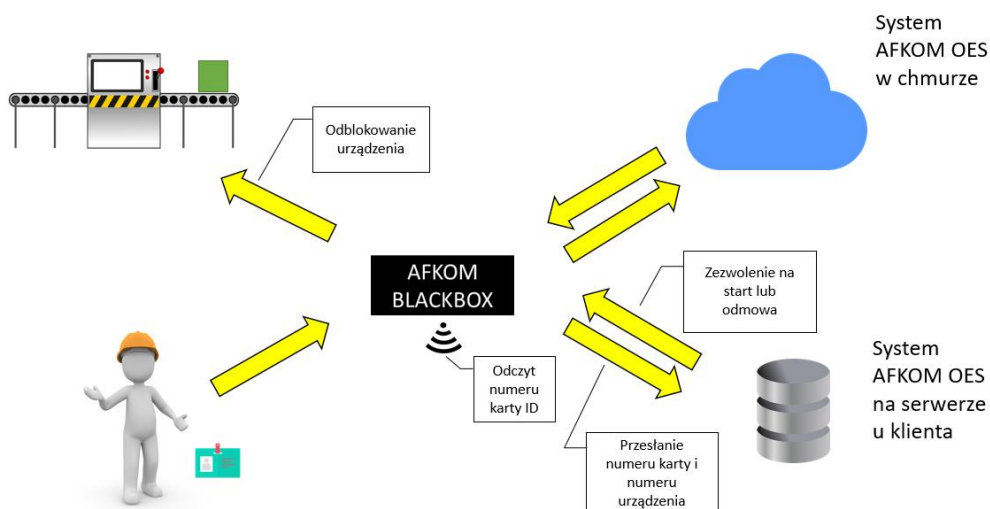 System
AFKOM OES
w chmurze
Odblokowanie
urządzenia
AFKOM
BLACKBOX
Zezwolenie na
start lub
odmowa
Odczyt
numeru
karty ID
System
AFKOM OES
na serwerze
u klienta
Przesłanie
numeru karty i
numeru
urządzenia